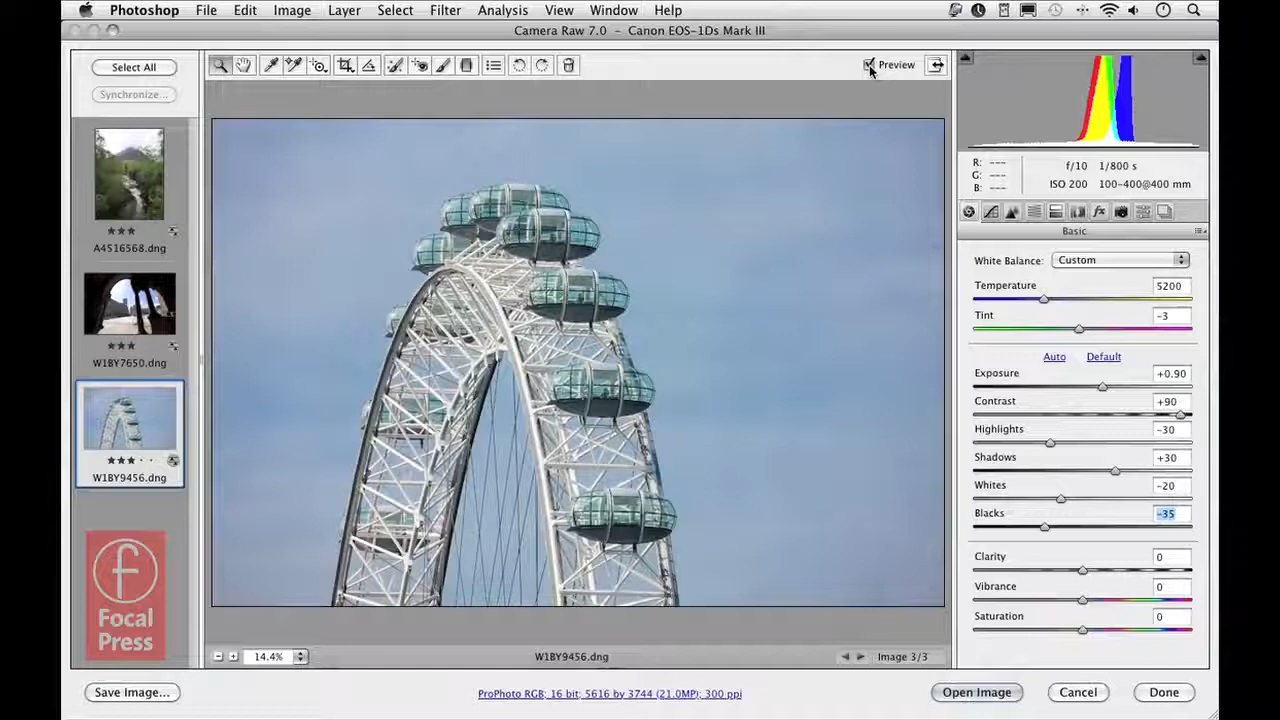 Photoshop File Edit Image Layer Select Filter Analysis View Window Help
Camera Raw 7.0 - Canon EOS-1Ds Mark III
Select All
Synchronize...
Preview
R: ---
G: ---
B: ---
f/10 1/800 s
ISO 200 100-400@400 mm
A4516568.dng
W1BY7650.dng
W1BY9456.dng
f
Focal
Press
Basic
White Balance: Custom
Temperature 5200
Tint -3
Auto Default
Exposure +0.90
Contrast +90
Highlights -30
Shadows +30
Whites -20
Blacks -35
Clarity 0
Vibrance 0
Saturation 0
14.4% W1BY9456.dng Image 3/3
Save Image... ProPhoto RGB; 16 bit; 5616 by 3744 (21.0MP); 300 ppi Open Image Cancel Done